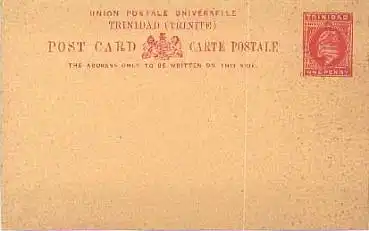 UNION POSTALE UNIVERSELLE
TRINIDAD (TRINITÉ)
POST CARD CARTE POSTALE
THE ADDRESS ONLY TO BE WRITTEN ON THIS SIDE.
TRINIDAD
ONE PENNY